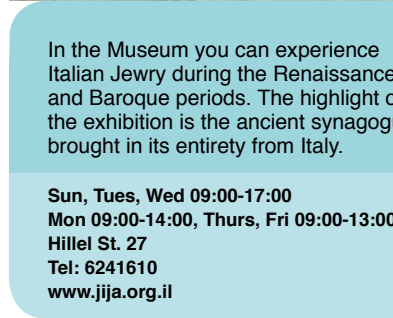 In the Museum you can experience
Italian Jewry during the Renaissance
and Baroque periods. The highlight
the exhibition is the ancient
brought in its entirety from Italy.
Sun, Tues, Wed 09:00-17:00
Mon 09:00-14:00, Thurs, Fri 09:00-13:00
Hillel St. 27
Tel: 6241610
www.jija.org.il